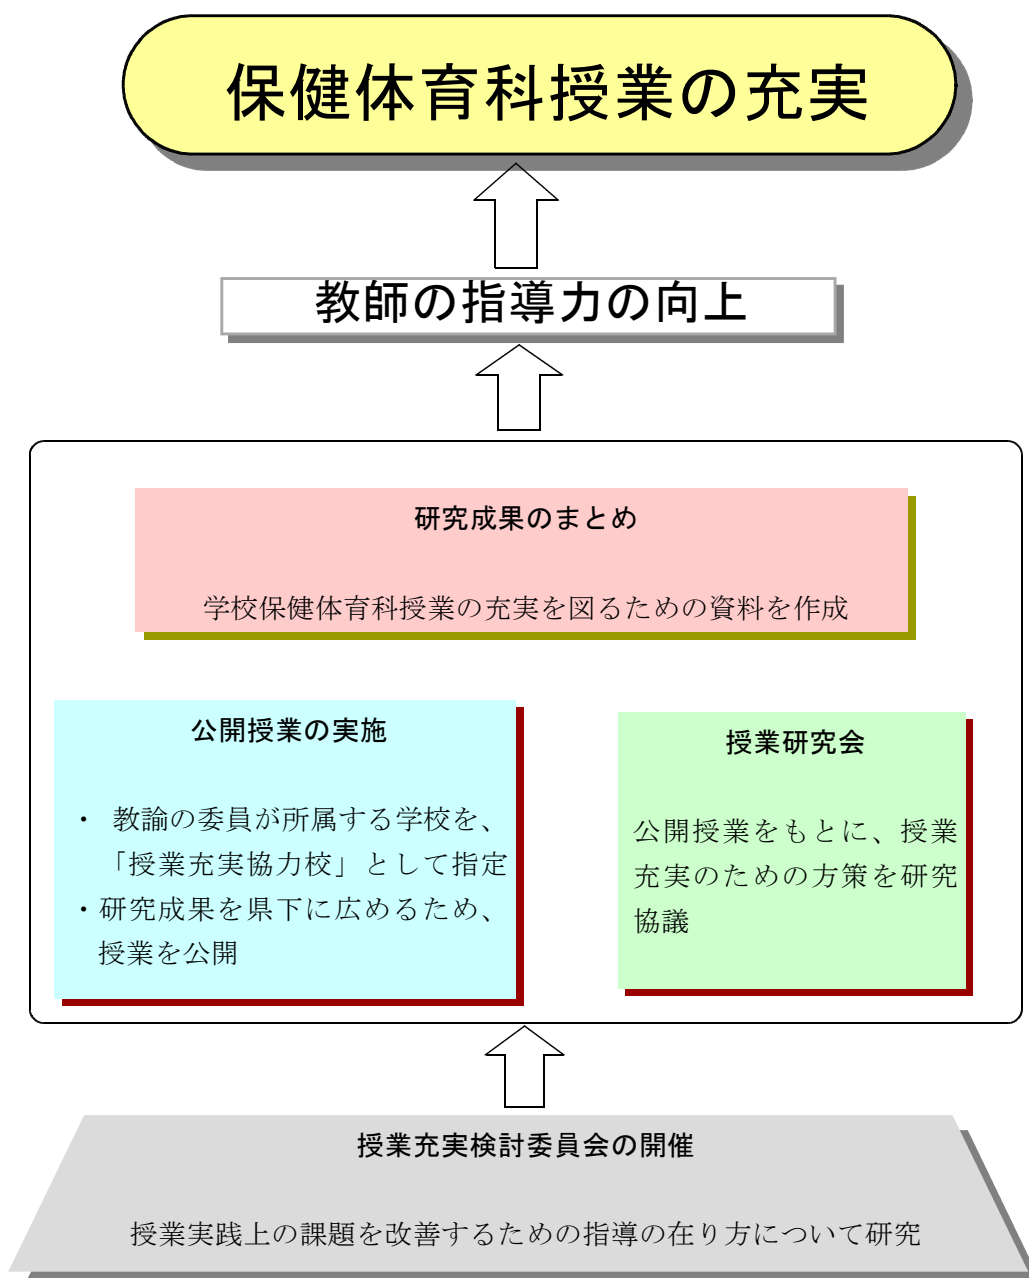 保健体育科授業の充実
教師の指導力の向上
研究成果のまとめ
学校保健体育科授業の充実を図るための資料を作成
公開授業の実施
・ 教諭の委員が所属する学校を、
「授業充実協力校」として指定
・研究成果を県下に広めるため、
授業を公開
授業研究会
公開授業をもとに、授業
充実のための方策を研究
協議
授業充実検討委員会の開催
授業実践上の課題を改善するための指導の在り方について研究